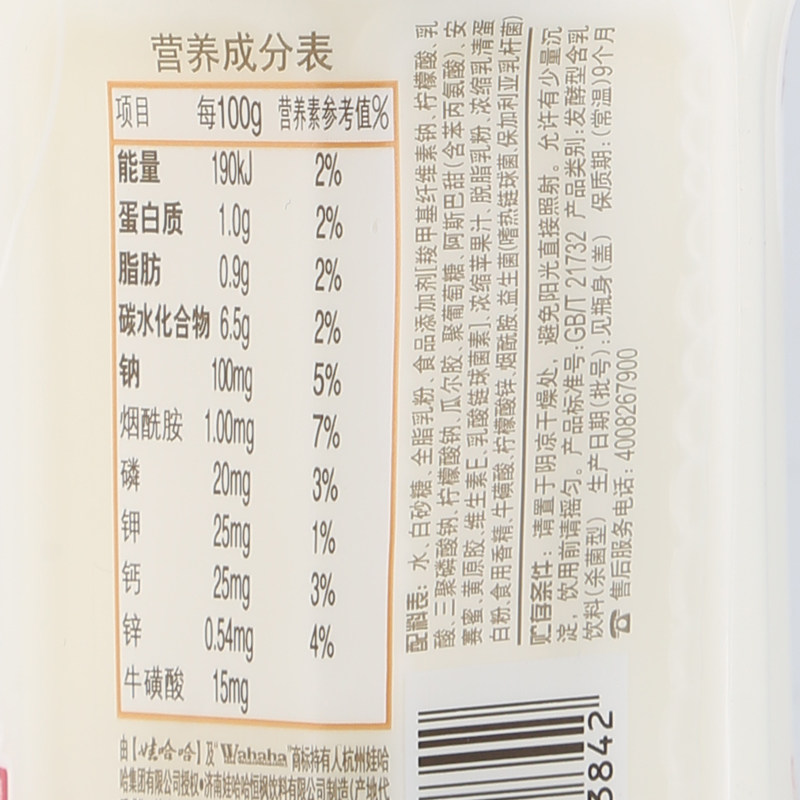 营养成分表
项目 每100g 营养素参考值%
能量 190kJ 2%
蛋白质 1.0g 2%
脂肪 0.9g 2%
碳水化合物 6.5g 2%
钠 100mg 5%
烟酰胺 1.00mg 7%
磷 20mg 3%
钾 25mg 1%
钙 25mg 3%
锌 0.54mg 4%
牛磺酸 15mg
由【娃哈哈】及"Wahaha"商标持有人杭州娃哈
哈集团有限公司授权•济南娃哈哈恒枫饮料有限公司制造(产地代
配料表：水、白砂糖、全脂乳粉、食品添加剂[羧甲基纤维素钠、柠檬酸、乳
酸、三聚磷酸钠、柠檬酸钠、瓜尔胶、聚葡萄糖、阿斯巴甜(含苯丙氨酸)、安
赛蜜、黄原胶、维生素E、乳酸链球菌素]、浓缩苹果汁、脱脂乳粉、浓缩乳清蛋
白粉、食用香精、牛磺酸、柠檬酸锌、烟酰胺、益生菌(嗜热链球菌、保加利亚乳杆菌)
贮存条件：请置于阴凉干燥处，避免阳光直接照射。允许有少量沉
淀，饮用前请摇匀。产品标准号：GB/T 21732 产品类别：发酵型含乳
饮料(杀菌型) 生产日期(批号)：见瓶身(盖) 保质期：(常温)9个月
☎ 售后服务电话：4008267900
3842